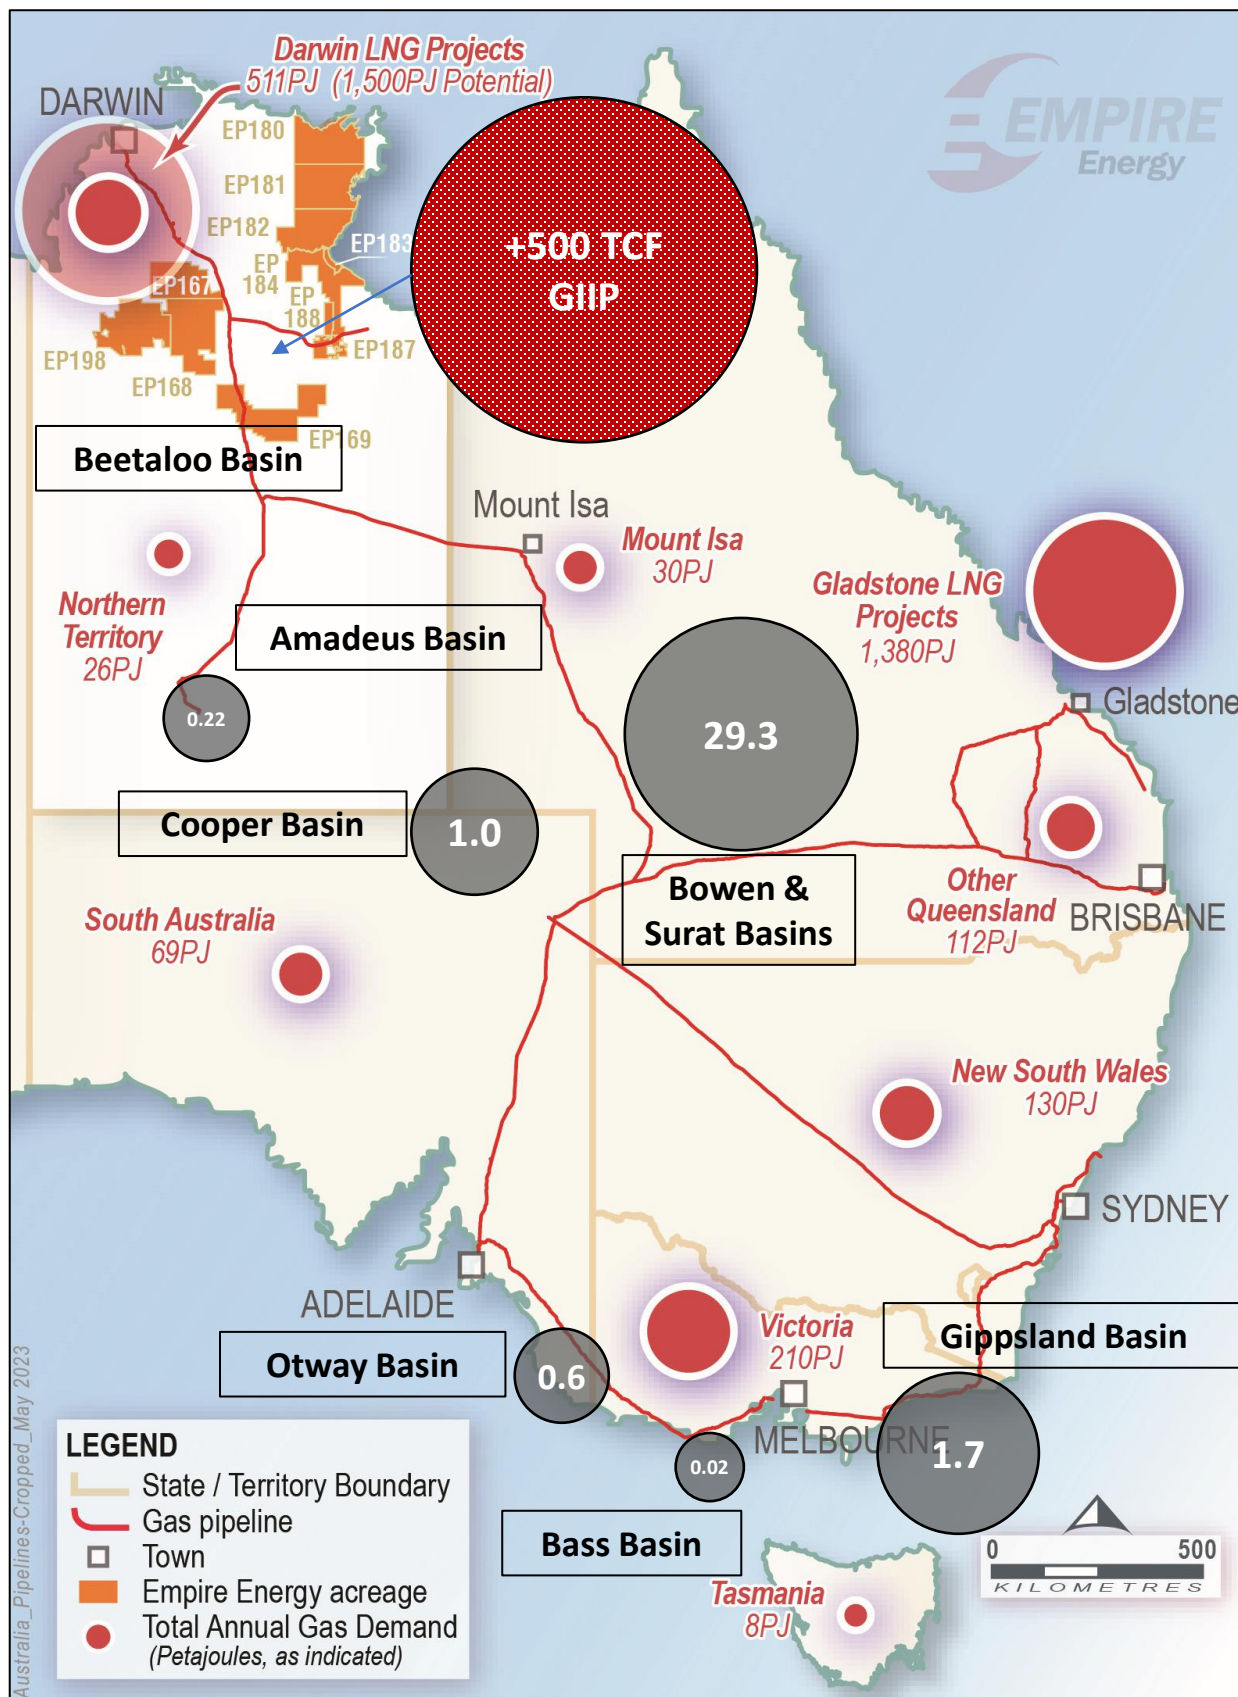 Darwin LNG Projects
511PJ (1,500PJ Potential)
DARWIN
EMPIRE
Energy
EP180
EP181
EP182
EP183
EP
184
EP
188
EP167
EP187
EP198
EP168
EP169
+500 TCF
GIIP
Beetaloo Basin
Mount Isa
Mount Isa
30PJ
Gladstone LNG
Projects
1,380PJ
Northern
Territory
26PJ
Amadeus Basin
0.22
29.3
Gladstone
Cooper Basin
1.0
Bowen &
Surat Basins
Other
Queensland
112PJ
BRISBANE
South Australia
69PJ
New South Wales
130PJ
SYDNEY
ADELAIDE
Victoria
210PJ
Gippsland Basin
Otway Basin
0.6
MELBOURNE
1.7
0.02
Bass Basin
Tasmania
8PJ
0 500
KILOMETRES
LEGEND
State / Territory Boundary
Gas pipeline
Town
Empire Energy acreage
Total Annual Gas Demand
(Petajoules, as indicated)
Australia_Pipelines-Cropped_May 2023